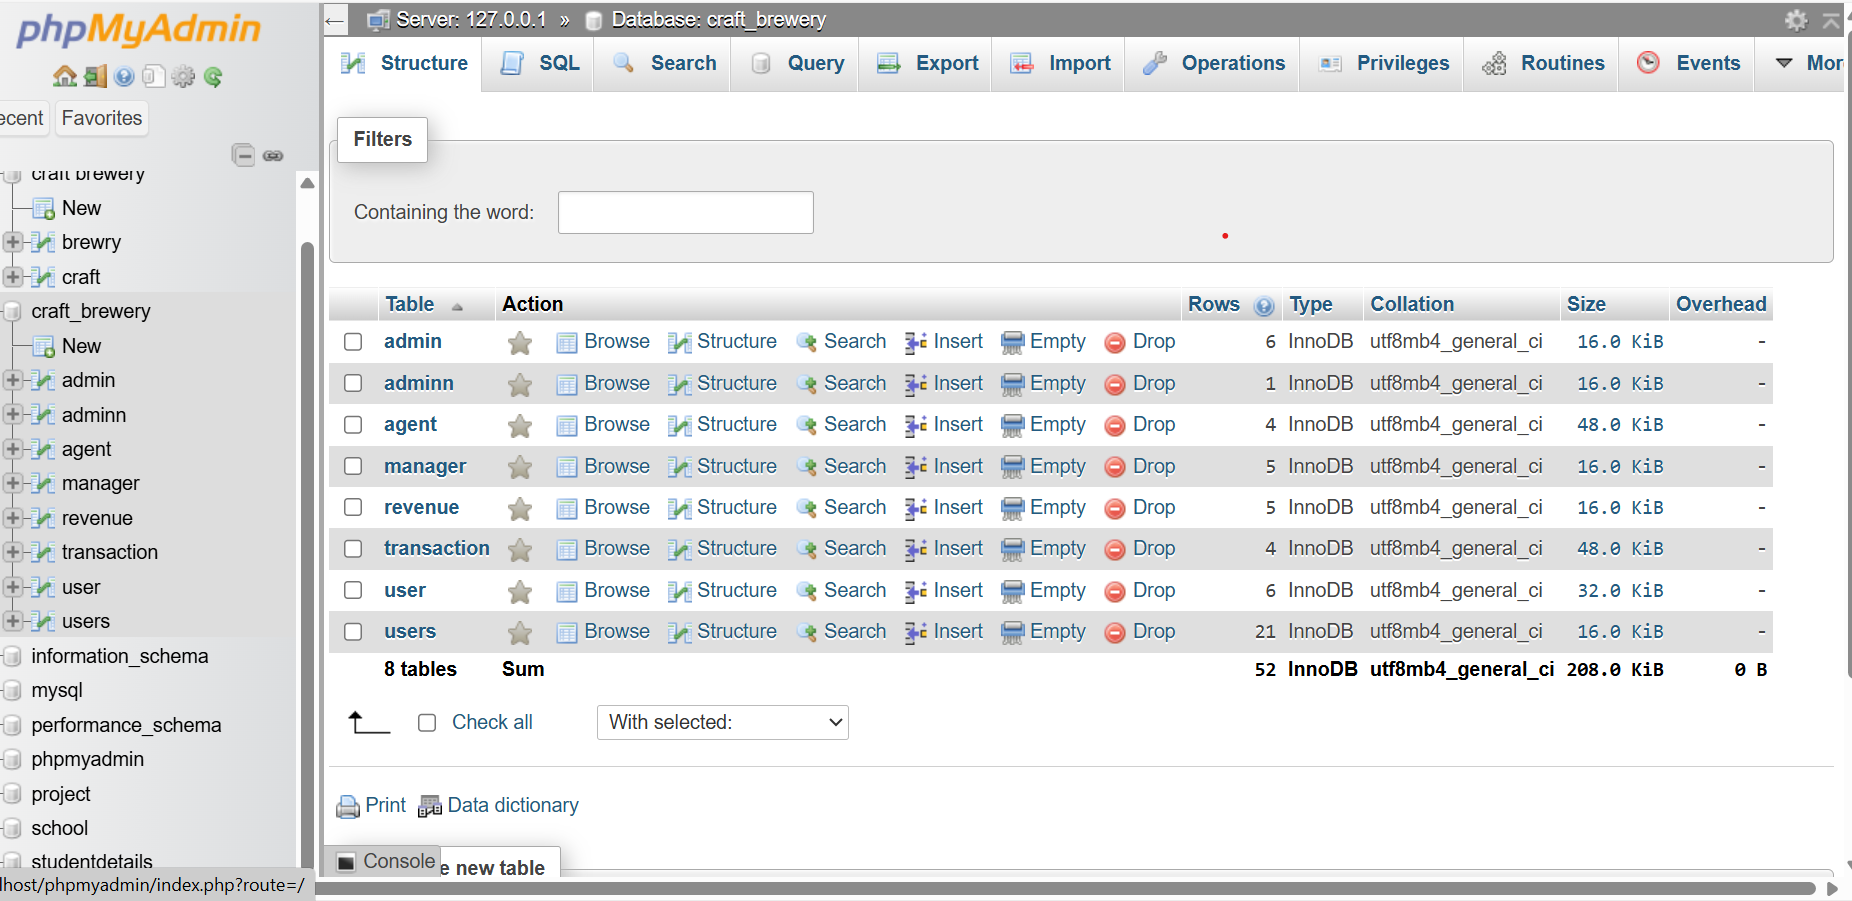 phpMyAdmin
Recent Favorites
craft brewery
New
brewry
craft
craft_brewery
New
admin
adminn
agent
manager
revenue
transaction
user
users
information_schema
mysql
performance_schema
phpmyadmin
project
school
studentdetails
lhost/phpmyadmin/index.php?route=/
Server: 127.0.0.1 » Database: craft_brewery
Structure SQL Search Query Export Import Operations Privileges Routines Events Mor
Filters
Containing the word:
Table Action Rows Type Collation Size Overhead
admin Browse Structure Search Insert Empty Drop 6 InnoDB utf8mb4_general_ci 16.0 KiB -
adminn Browse Structure Search Insert Empty Drop 1 InnoDB utf8mb4_general_ci 16.0 KiB -
agent Browse Structure Search Insert Empty Drop 4 InnoDB utf8mb4_general_ci 48.0 KiB -
manager Browse Structure Search Insert Empty Drop 5 InnoDB utf8mb4_general_ci 16.0 KiB -
revenue Browse Structure Search Insert Empty Drop 5 InnoDB utf8mb4_general_ci 16.0 KiB -
transaction Browse Structure Search Insert Empty Drop 4 InnoDB utf8mb4_general_ci 48.0 KiB -
user Browse Structure Search Insert Empty Drop 6 InnoDB utf8mb4_general_ci 32.0 KiB -
users Browse Structure Search Insert Empty Drop 21 InnoDB utf8mb4_general_ci 16.0 KiB -
8 tables Sum 52 InnoDB utf8mb4_general_ci 208.0 KiB 0 B
Check all With selected:
Print Data dictionary
Console e new table